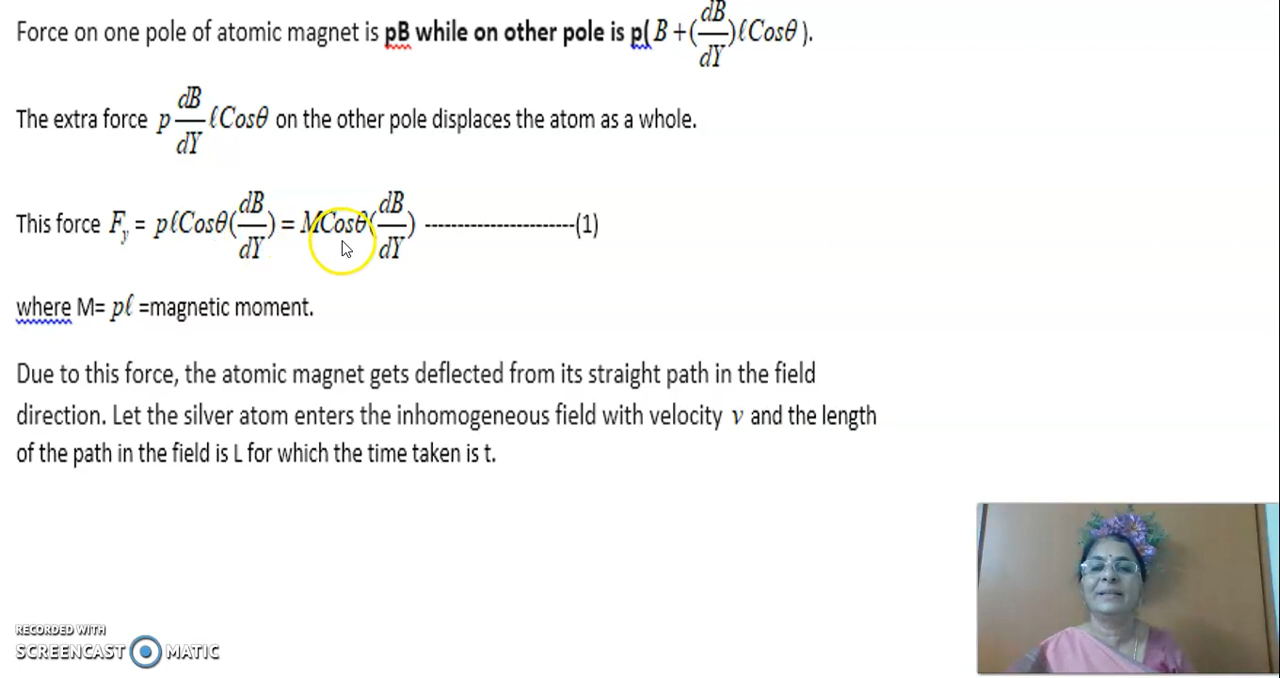 Force on one pole of atomic magnet is pB while on other pole is p( B +(dB/dY)ℓCosθ ).
The extra force p dB/dY ℓCosθ on the other pole displaces the atom as a whole.
This force F_y = pℓCosθ(dB/dY) = MCosθ(dB/dY) ----------------------(1)
where M= pℓ =magnetic moment.
Due to this force, the atomic magnet gets deflected from its straight path in the field
direction. Let the silver atom enters the inhomogeneous field with velocity v and the length
of the path in the field is L for which the time taken is t.
RECORDED WITH
SCREENCAST MATIC